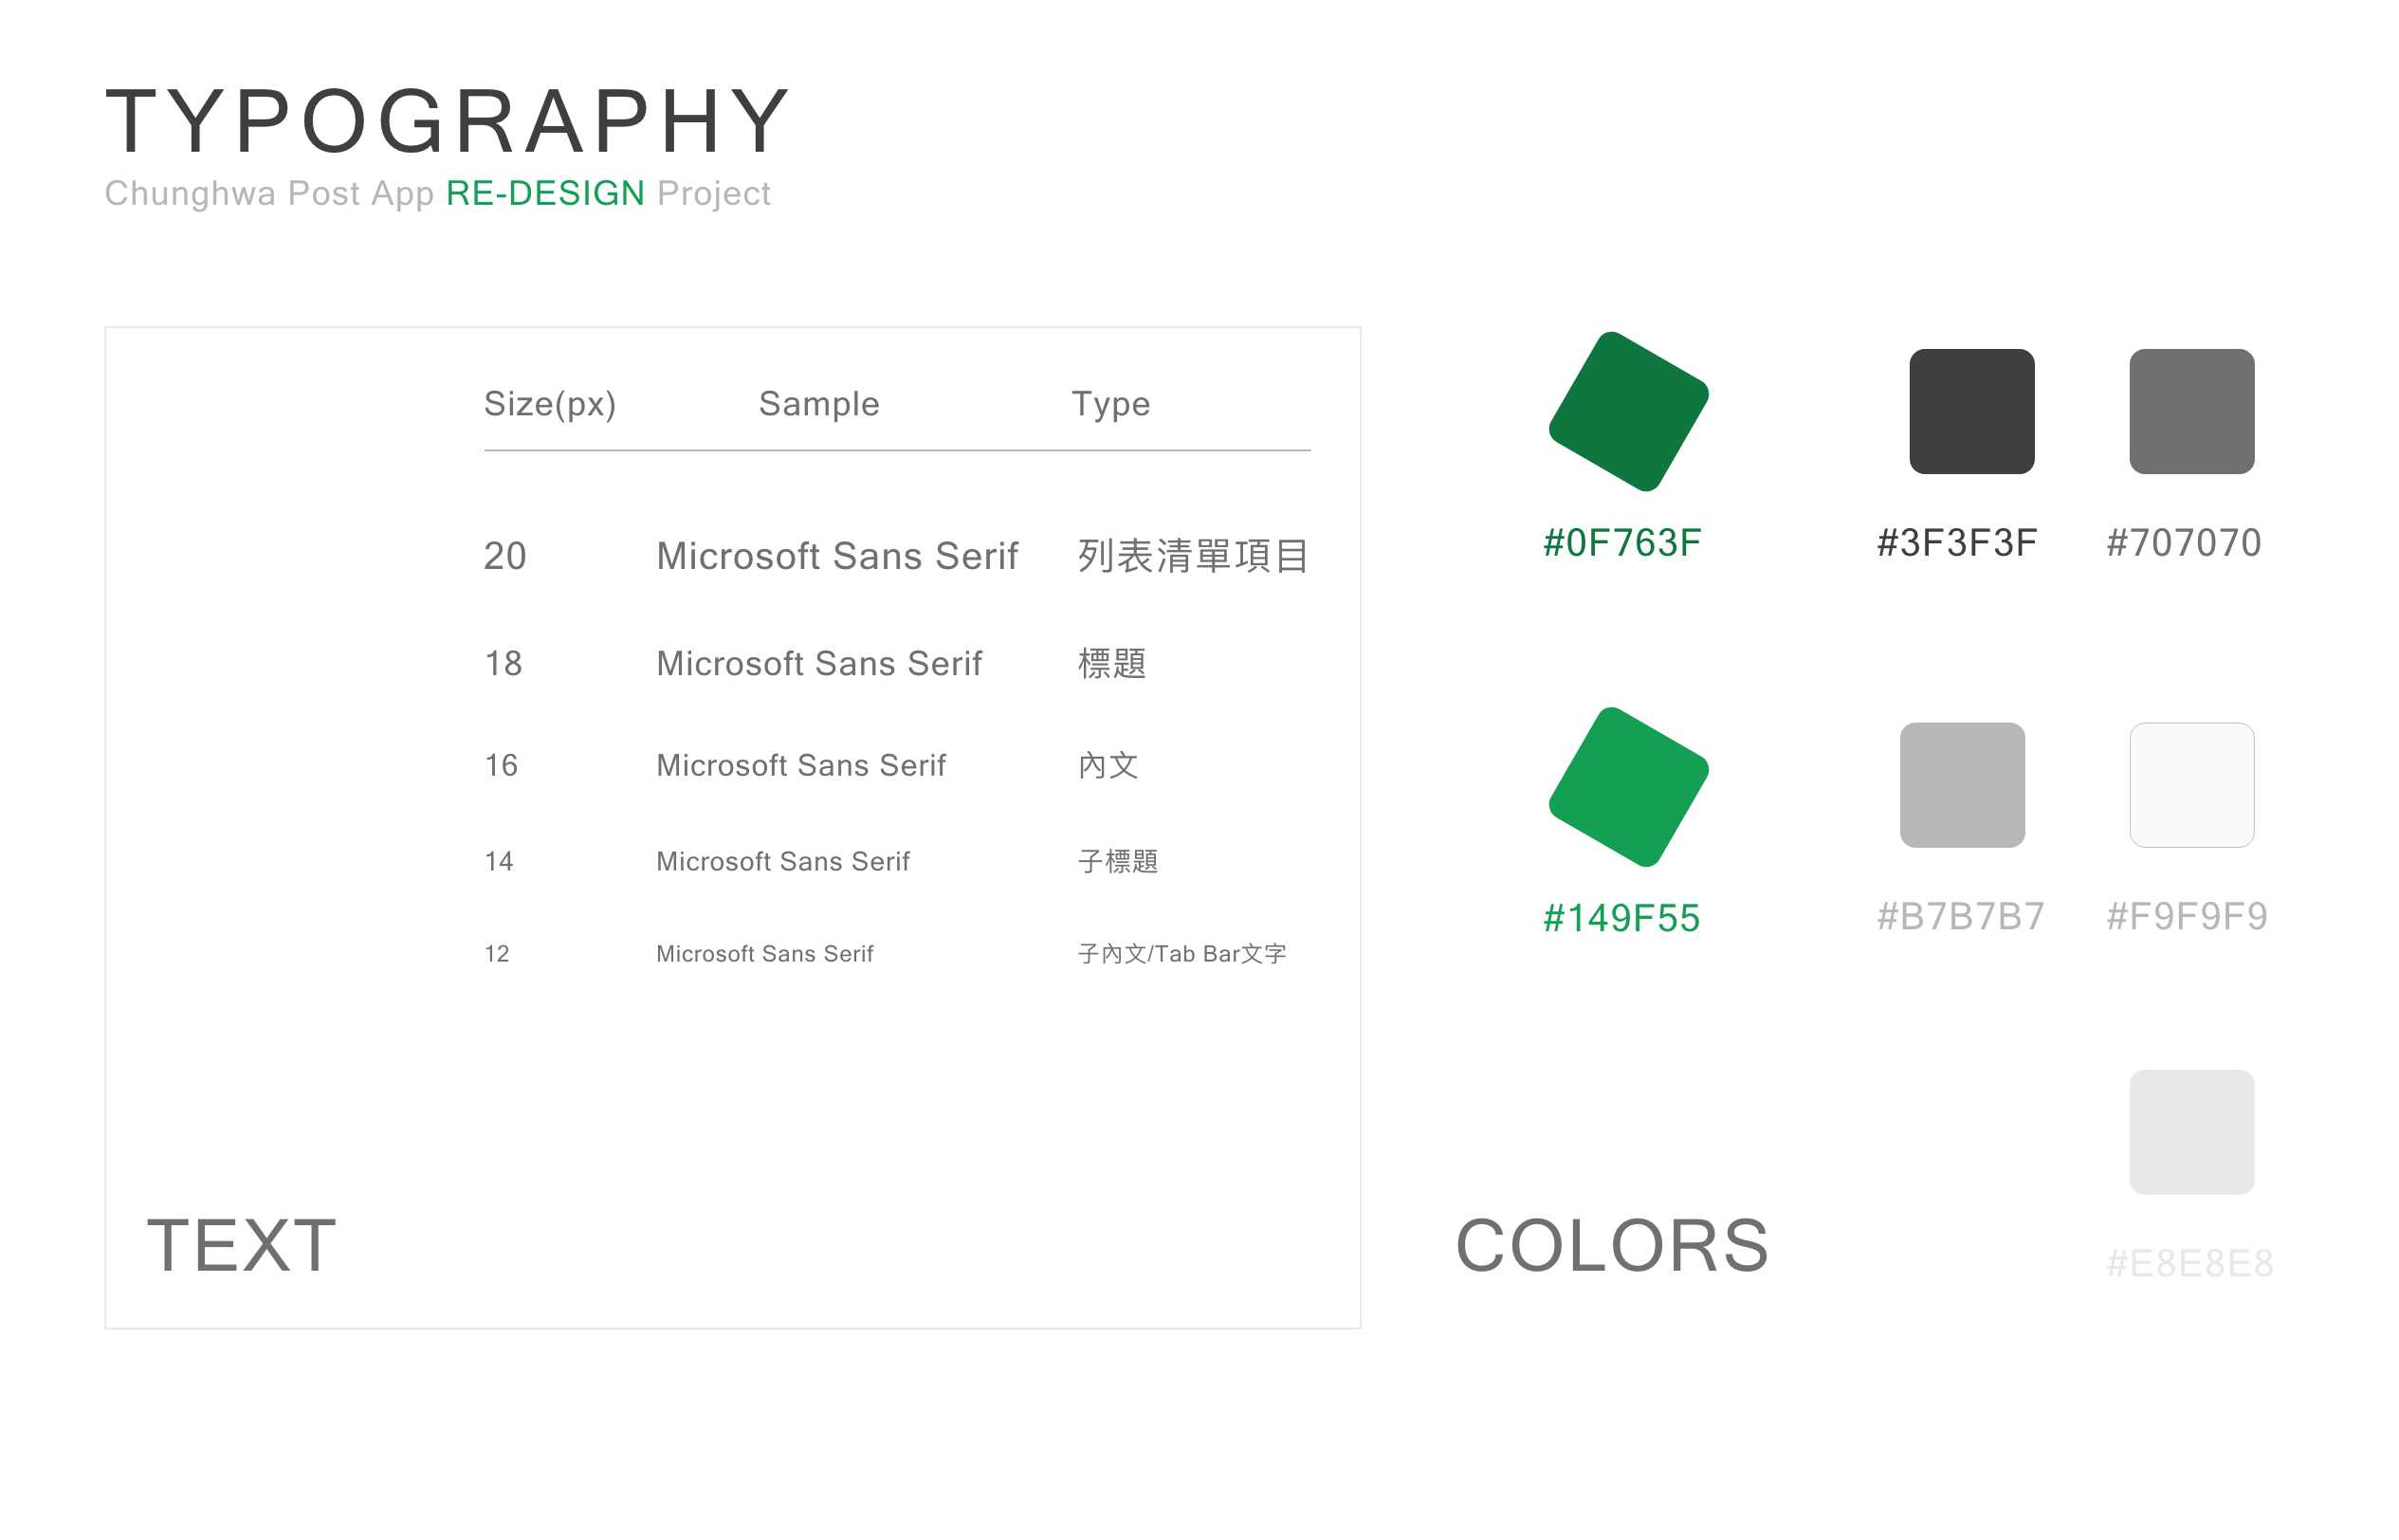 TYPOGRAPHY
Chunghwa Post App RE-DESIGN Project
Size(px) Sample Type
20 Microsoft Sans Serif 列表清單項目
18 Microsoft Sans Serif 標題
16 Microsoft Sans Serif 內文
14 Microsoft Sans Serif 子標題
12 Microsoft Sans Serif 子內文/Tab Bar文字
TEXT
#0F763F #3F3F3F #707070
#149F55 #B7B7B7 #F9F9F9
COLORS
#E8E8E8